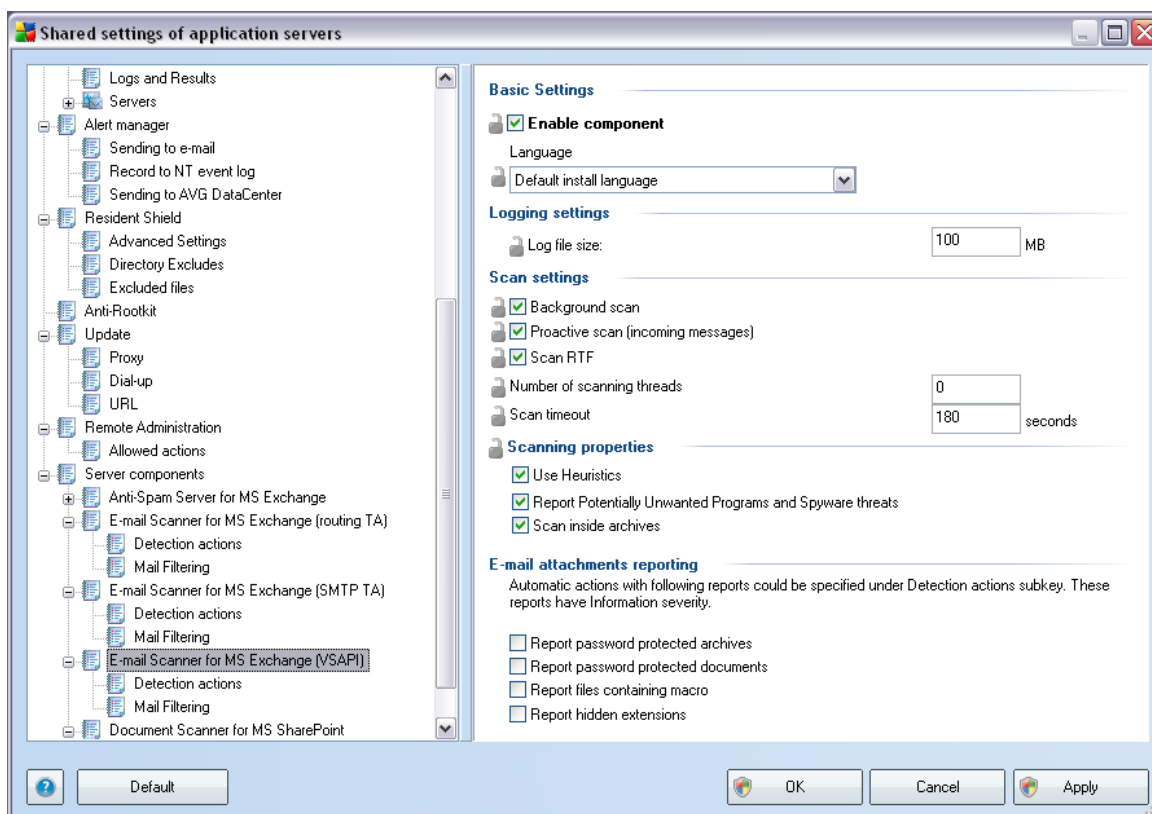 Shared settings of application servers
Logs and Results
Servers
Alert manager
Sending to e-mail
Record to NT event log
Sending to AVG DataCenter
Resident Shield
Advanced Settings
Directory Excludes
Excluded files
Anti-Rootkit
Update
Proxy
Dial-up
URL
Remote Administration
Allowed actions
Server components
Anti-Spam Server for MS Exchange
E-mail Scanner for MS Exchange (routing TA)
Detection actions
Mail Filtering
E-mail Scanner for MS Exchange (SMTP TA)
Detection actions
Mail Filtering
E-mail Scanner for MS Exchange (VSAPI)
Detection actions
Mail Filtering
Document Scanner for MS SharePoint
Basic Settings
Enable component
Language
Default install language
Logging settings
Log file size: 100 MB
Scan settings
Background scan
Proactive scan (incoming messages)
Scan RTF
Number of scanning threads 0
Scan timeout 180 seconds
Scanning properties
Use Heuristics
Report Potentially Unwanted Programs and Spyware threats
Scan inside archives
E-mail attachments reporting
Automatic actions with following reports could be specified under Detection actions subkey. These
reports have Information severity.
Report password protected archives
Report password protected documents
Report files containing macro
Report hidden extensions
? Default OK Cancel Apply